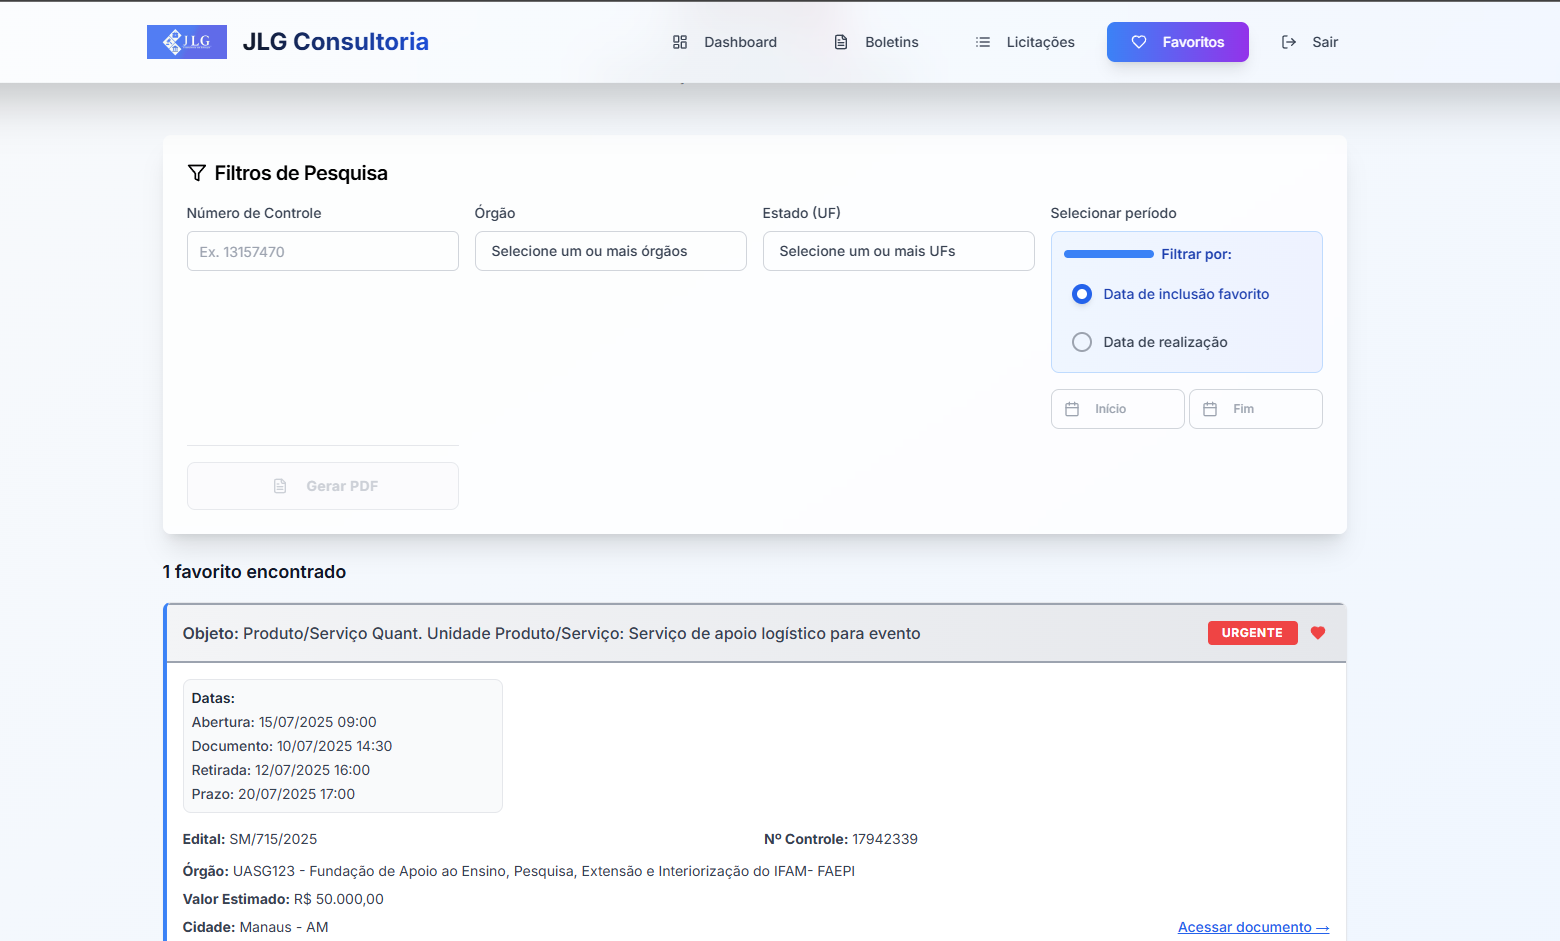 JLG
JLG Consultoria
Dashboard
Boletins
Licitações
Favoritos
Sair
Filtros de Pesquisa
Número de Controle
Órgão
Estado (UF)
Selecionar período
Ex. 13157470
Selecione um ou mais órgãos
Selecione um ou mais UFs
Filtrar por:
Data de inclusão favorito
Data de realização
Início
Fim
Gerar PDF
1 favorito encontrado
Objeto: Produto/Serviço Quant. Unidade Produto/Serviço: Serviço de apoio logístico para evento
URGENTE
Datas:
Abertura: 15/07/2025 09:00
Documento: 10/07/2025 14:30
Retirada: 12/07/2025 16:00
Prazo: 20/07/2025 17:00
Edital: SM/715/2025
Nº Controle: 17942339
Órgão: UASG123 - Fundação de Apoio ao Ensino, Pesquisa, Extensão e Interiorização do IFAM- FAEPI
Valor Estimado: R$ 50.000,00
Cidade: Manaus - AM
Acessar documento →